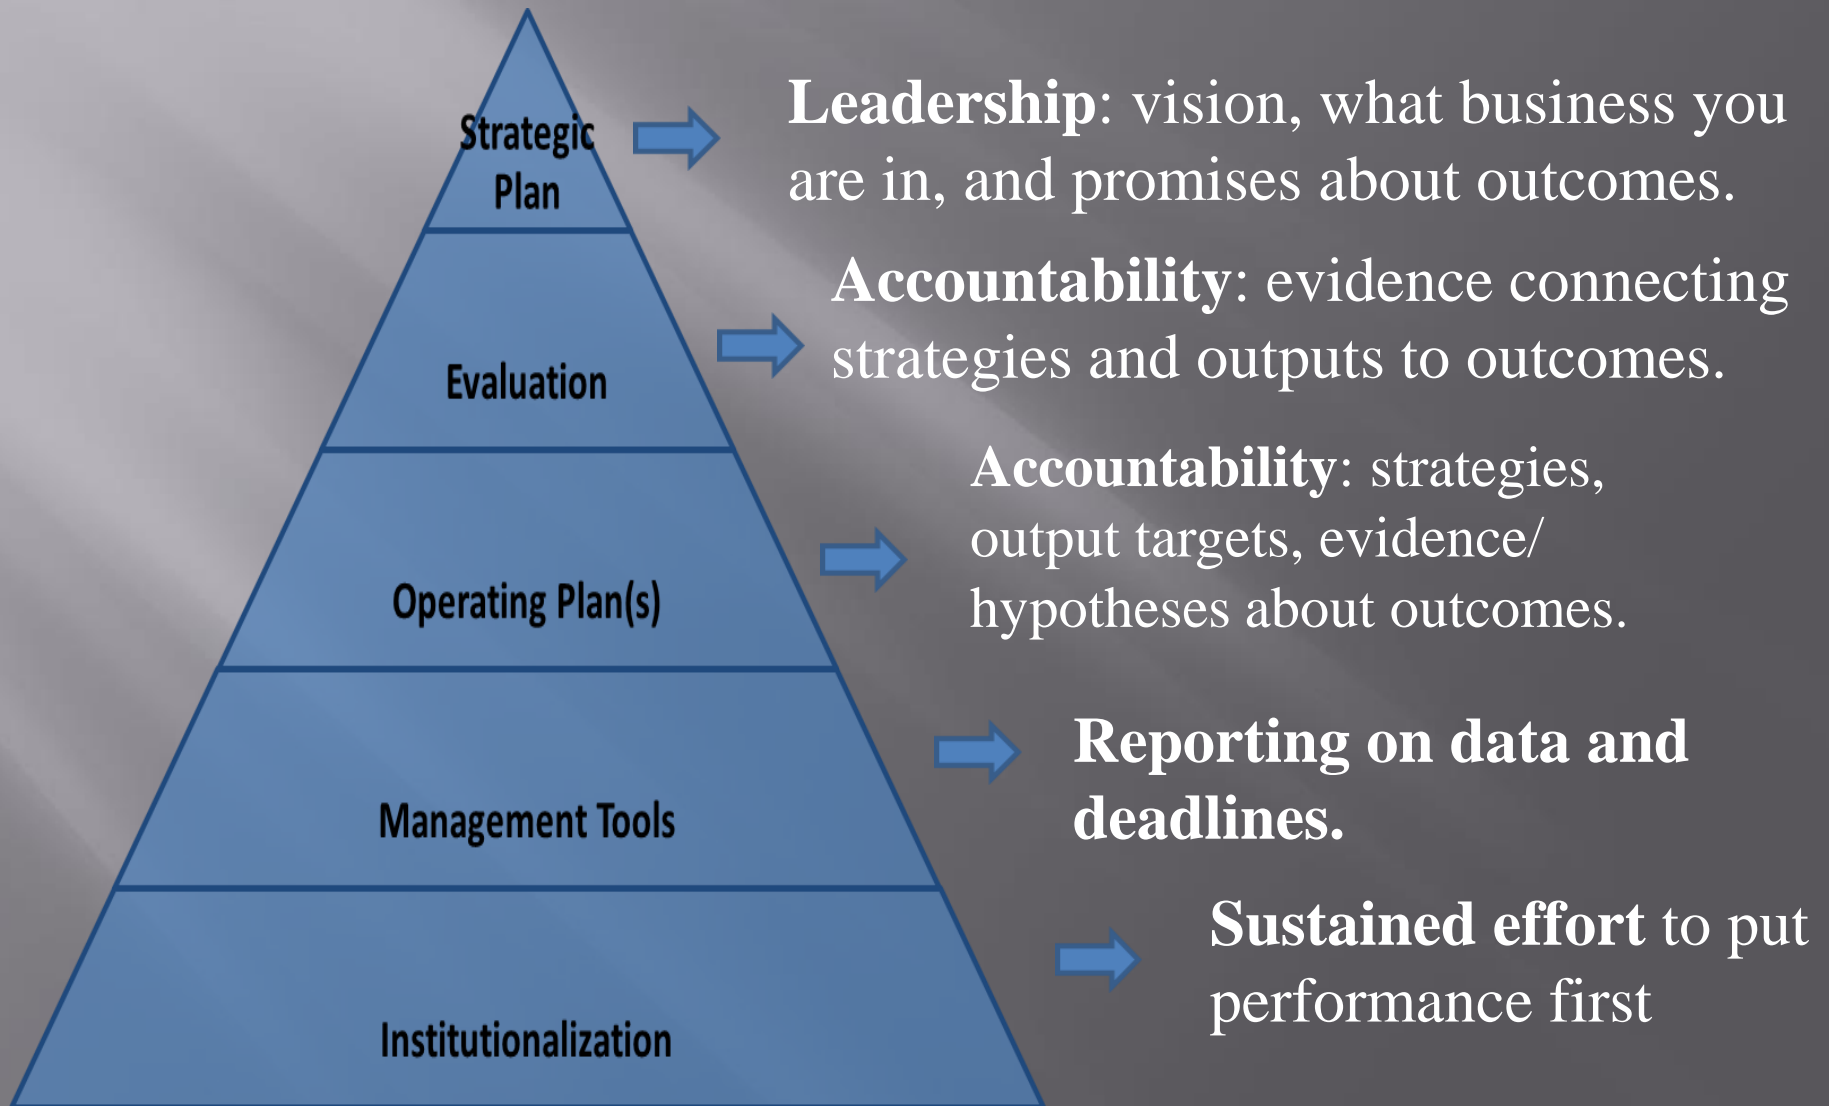 Strategic
Plan
Leadership: vision, what business you
are in, and promises about outcomes.
Evaluation
Accountability: evidence connecting
strategies and outputs to outcomes.
Operating Plan(s)
Accountability: strategies,
output targets, evidence/
hypotheses about outcomes.
Management Tools
Reporting on data and
deadlines.
Institutionalization
Sustained effort to put
performance first